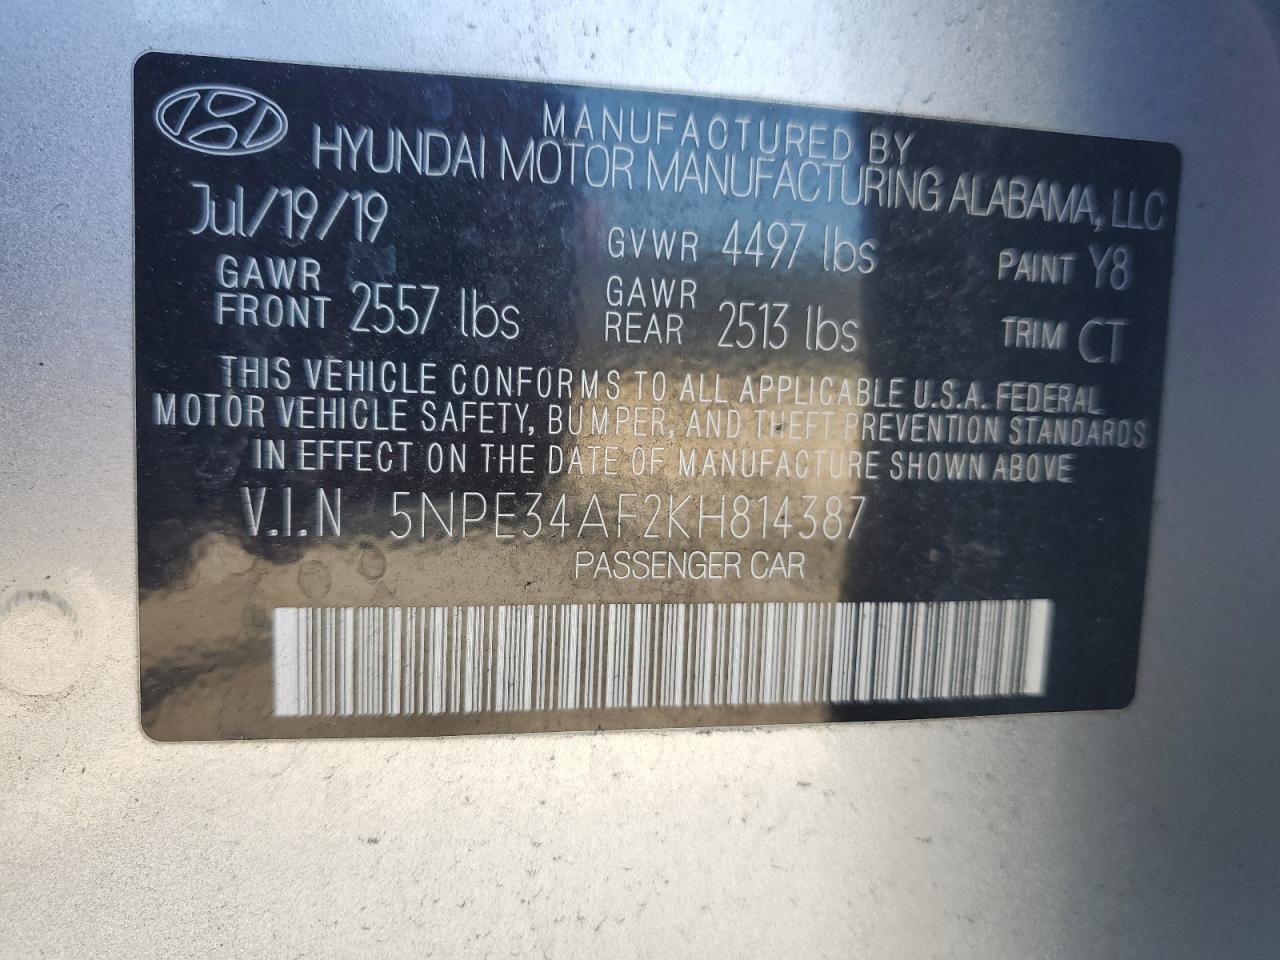 MANUFACTURED BY
HYUNDAI MOTOR MANUFACTURING ALABAMA, LLC
Jul/19/19 GVWR 4497 lbs PAINT Y8
GAWR FRONT 2557 lbs GAWR REAR 2513 lbs TRIM CT
THIS VEHICLE CONFORMS TO ALL APPLICABLE U.S.A. FEDERAL
MOTOR VEHICLE SAFETY, BUMPER, AND THEFT PREVENTION STANDARDS
IN EFFECT ON THE DATE OF MANUFACTURE SHOWN ABOVE
V.I.N 5NPE34AF2KH814387
PASSENGER CAR